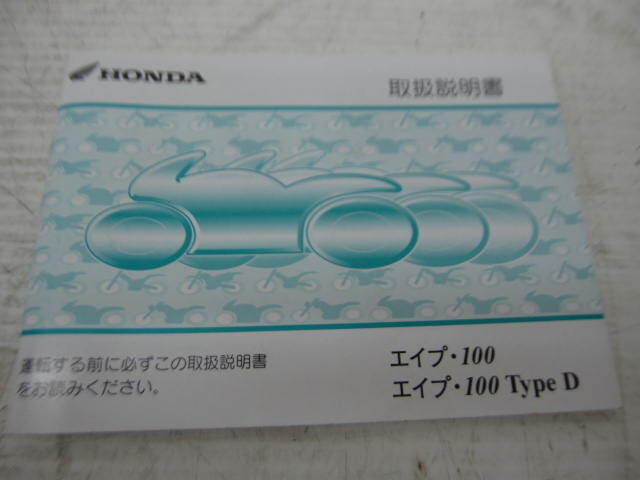 HONDA
取扱説明書
運転する前に必ずこの取扱説明書
をお読みください。
エイプ・100
エイプ・100 Type D